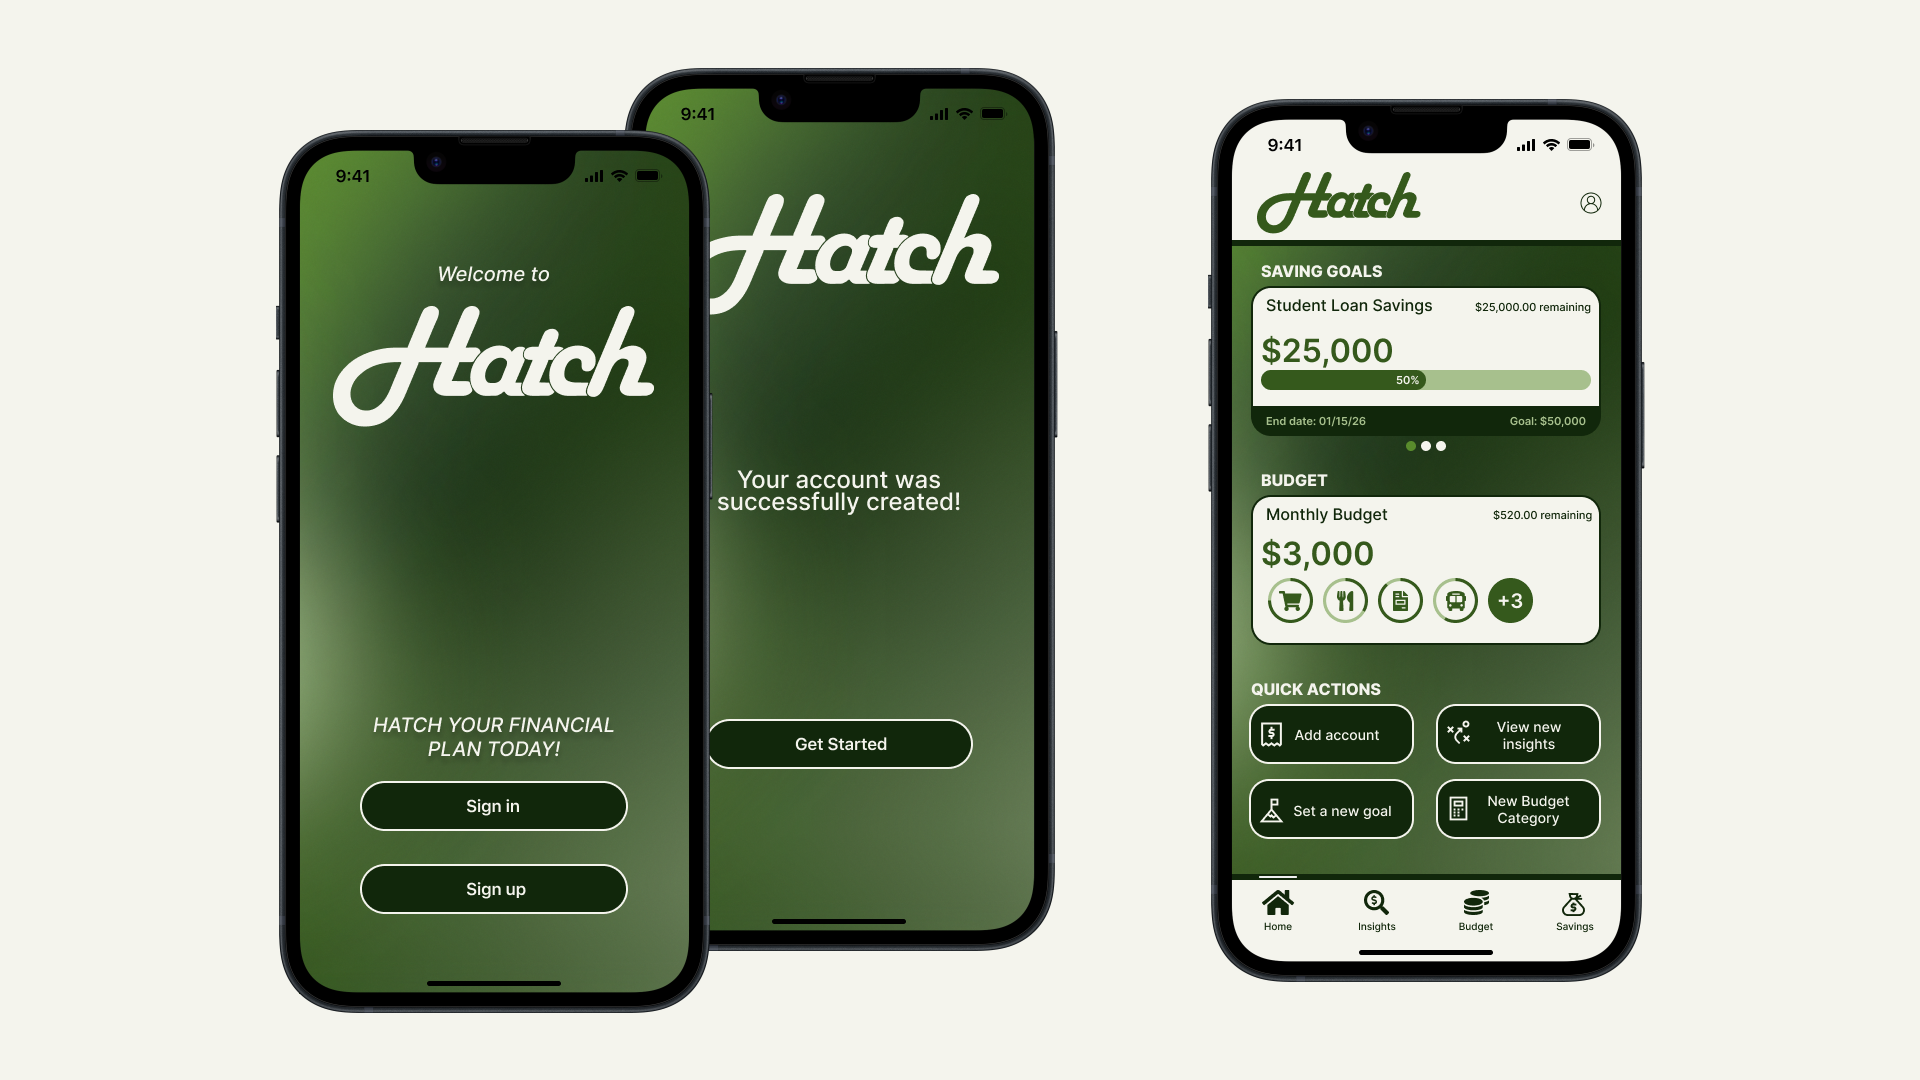 9:41
Welcome to
Hatch
HATCH YOUR FINANCIAL
PLAN TODAY!
Sign in
Sign up
9:41
Hatch
Your account was
successfully created!
Get Started
9:41
Hatch
SAVING GOALS
Student Loan Savings $25,000.00 remaining
$25,000
50%
End date: 01/15/26 Goal: $50,000
BUDGET
Monthly Budget $520.00 remaining
$3,000
+3
QUICK ACTIONS
Add account
View new
insights
Set a new goal
New Budget
Category
Home Insights Budget Savings